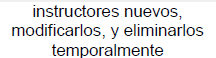 instructores nuevos,
modificarlos, y eliminarlos
temporalmente